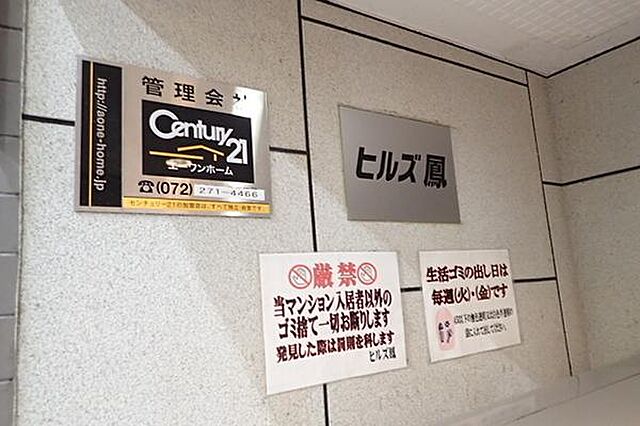 http://aone-home.jp
管理会社
Century 21
エーワンホーム
☎(072) 271-4466
センチュリー21の加盟店は、すべて独立・自営です。
ヒルズ 鳳
厳禁
当マンション入居者以外の
ゴミ捨て一切お断りします
発見した際は罰則を科します
ヒルズ鳳
生活ゴミの出し日は
毎週(火)・(金)です